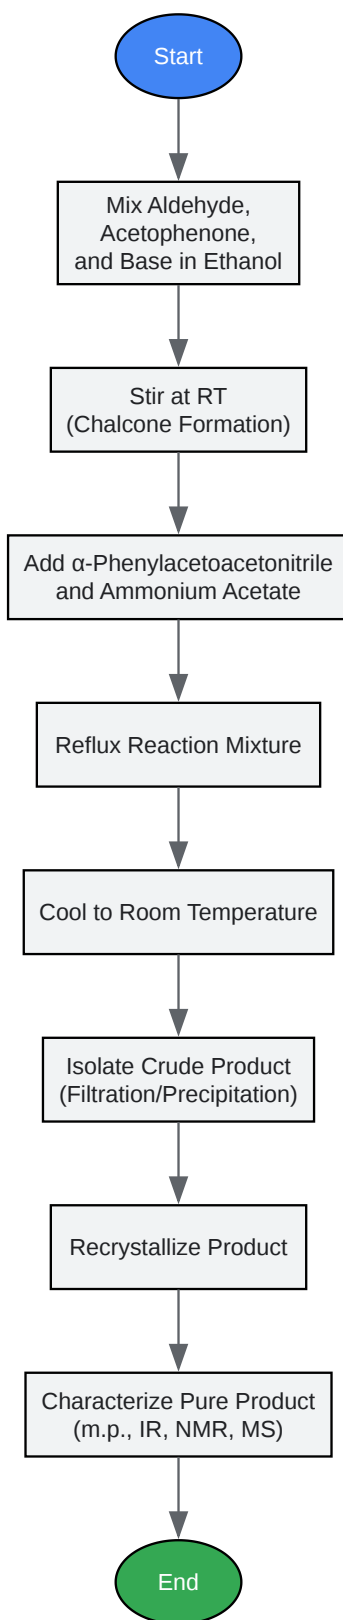 Start
Mix Aldehyde,
Acetophenone,
and Base in Ethanol
Stir at RT
(Chalcone Formation)
Add α-Phenylacetoacetonitrile
and Ammonium Acetate
Reflux Reaction Mixture
Cool to Room Temperature
Isolate Crude Product
(Filtration/Precipitation)
Recrystallize Product
Characterize Pure Product
(m.p., IR, NMR, MS)
End